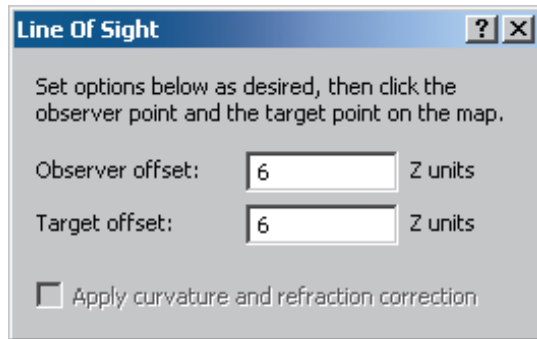 Line Of Sight
Set options below as desired, then click the
observer point and the target point on the map.
Observer offset: 6 Z units
Target offset: 6 Z units
Apply curvature and refraction correction